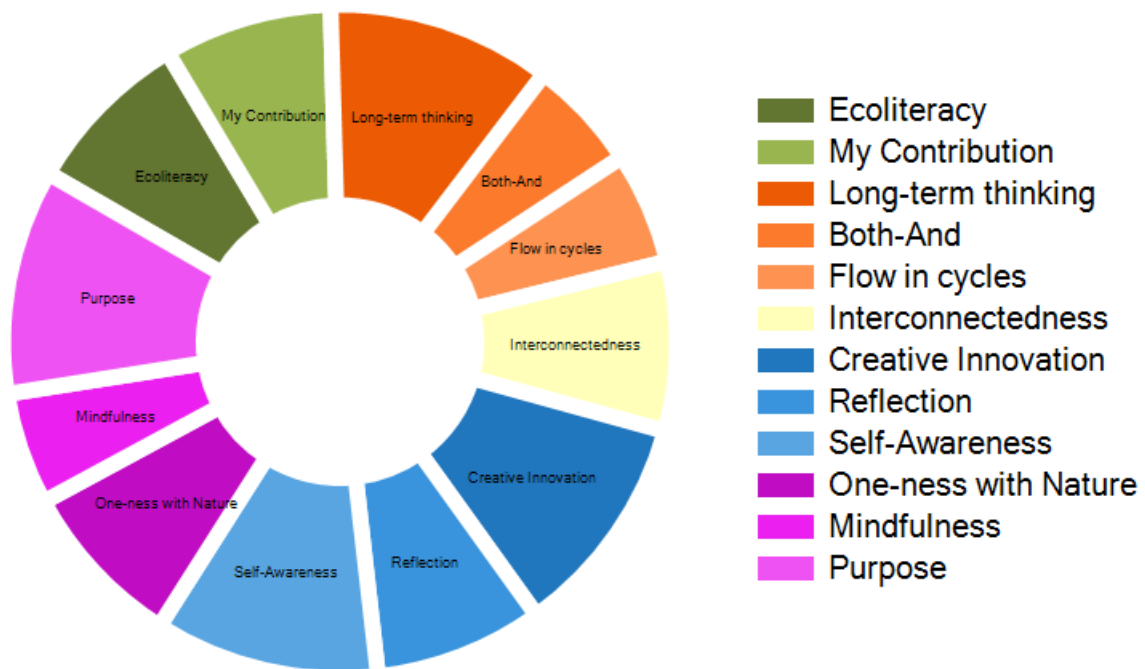 My Contribution
Long-term thinking
Ecoliteracy
Both-And
Flow in cycles
Purpose
Interconnectedness
Mindfulness
Creative Innovation
One-ness with Nature
Reflection
Self-Awareness
Ecoliteracy
My Contribution
Long-term thinking
Both-And
Flow in cycles
Interconnectedness
Creative Innovation
Reflection
Self-Awareness
One-ness with Nature
Mindfulness
Purpose